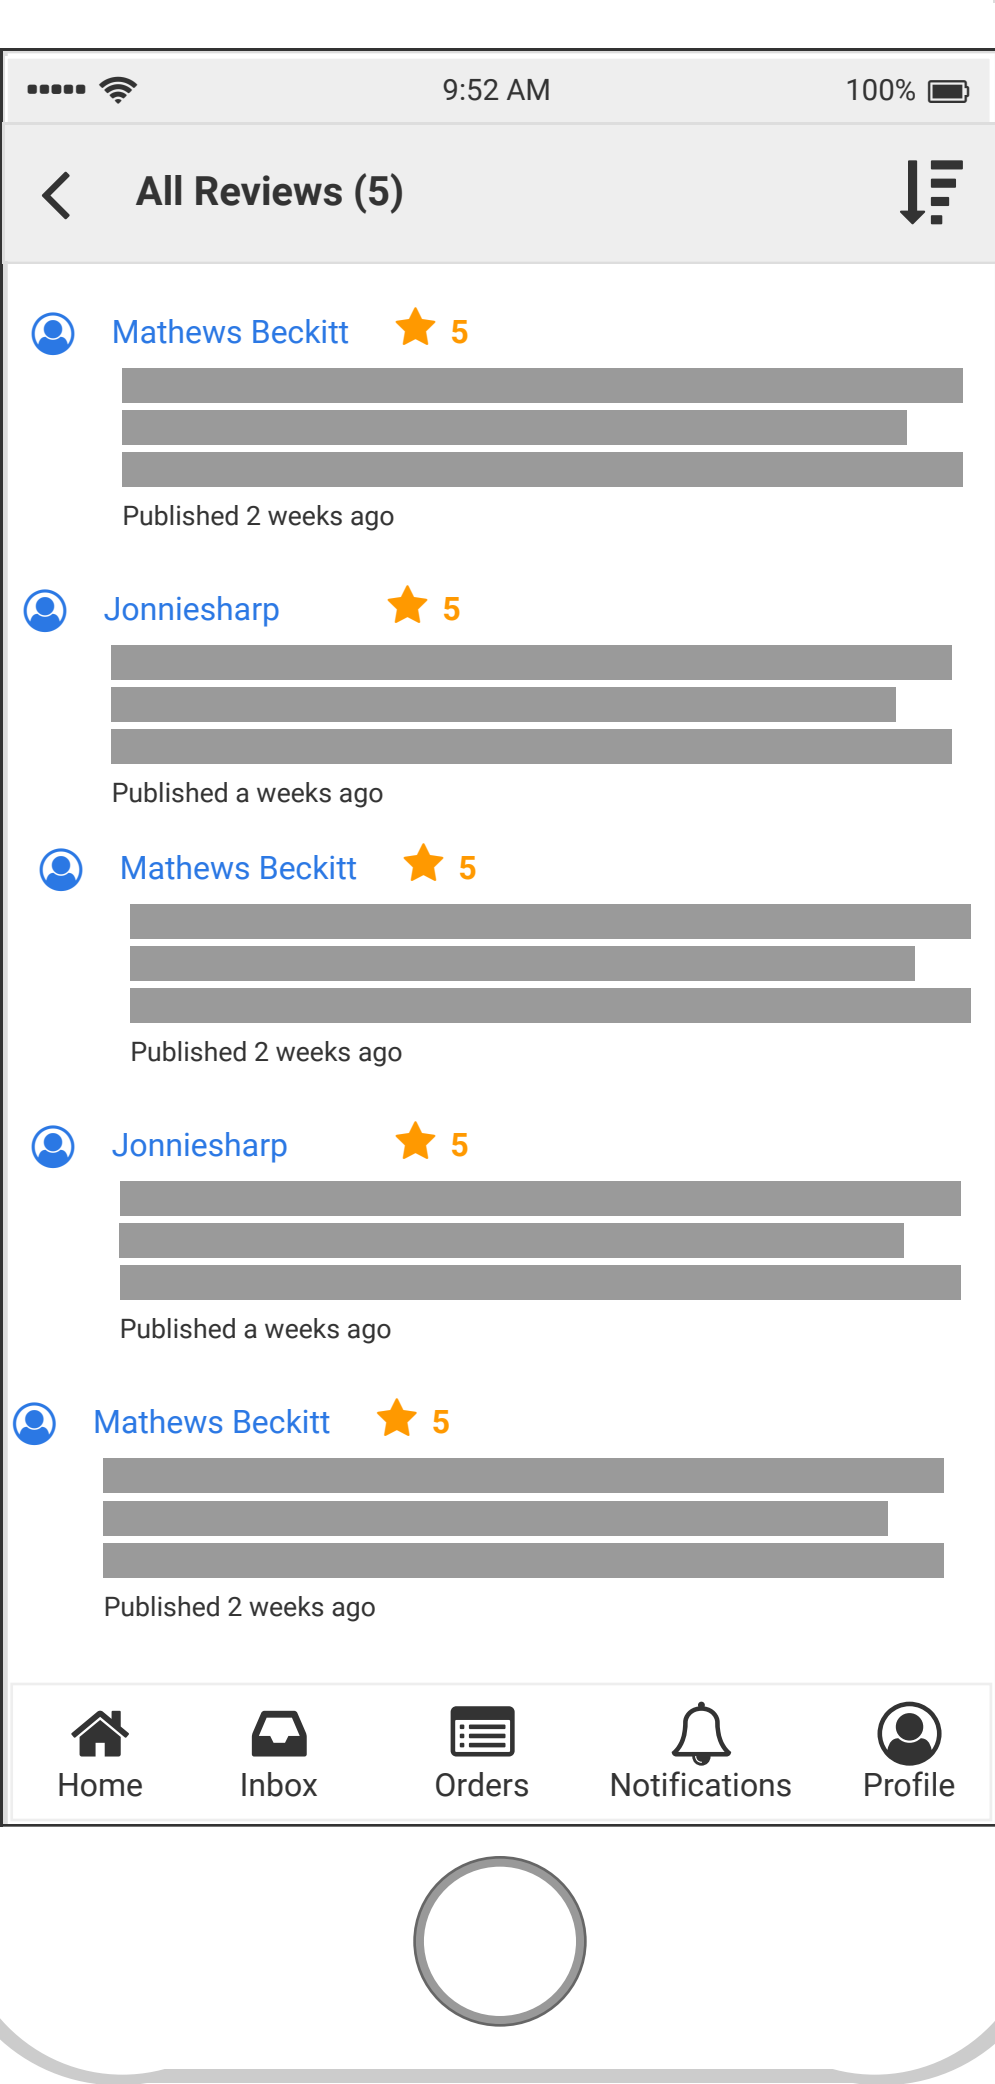 9:52 AM 100%
All Reviews (5)
Mathews Beckitt 5
Published 2 weeks ago
Jonniesharp 5
Published a weeks ago
Mathews Beckitt 5
Published 2 weeks ago
Jonniesharp 5
Published a weeks ago
Mathews Beckitt 5
Published 2 weeks ago
Home Inbox Orders Notifications Profile